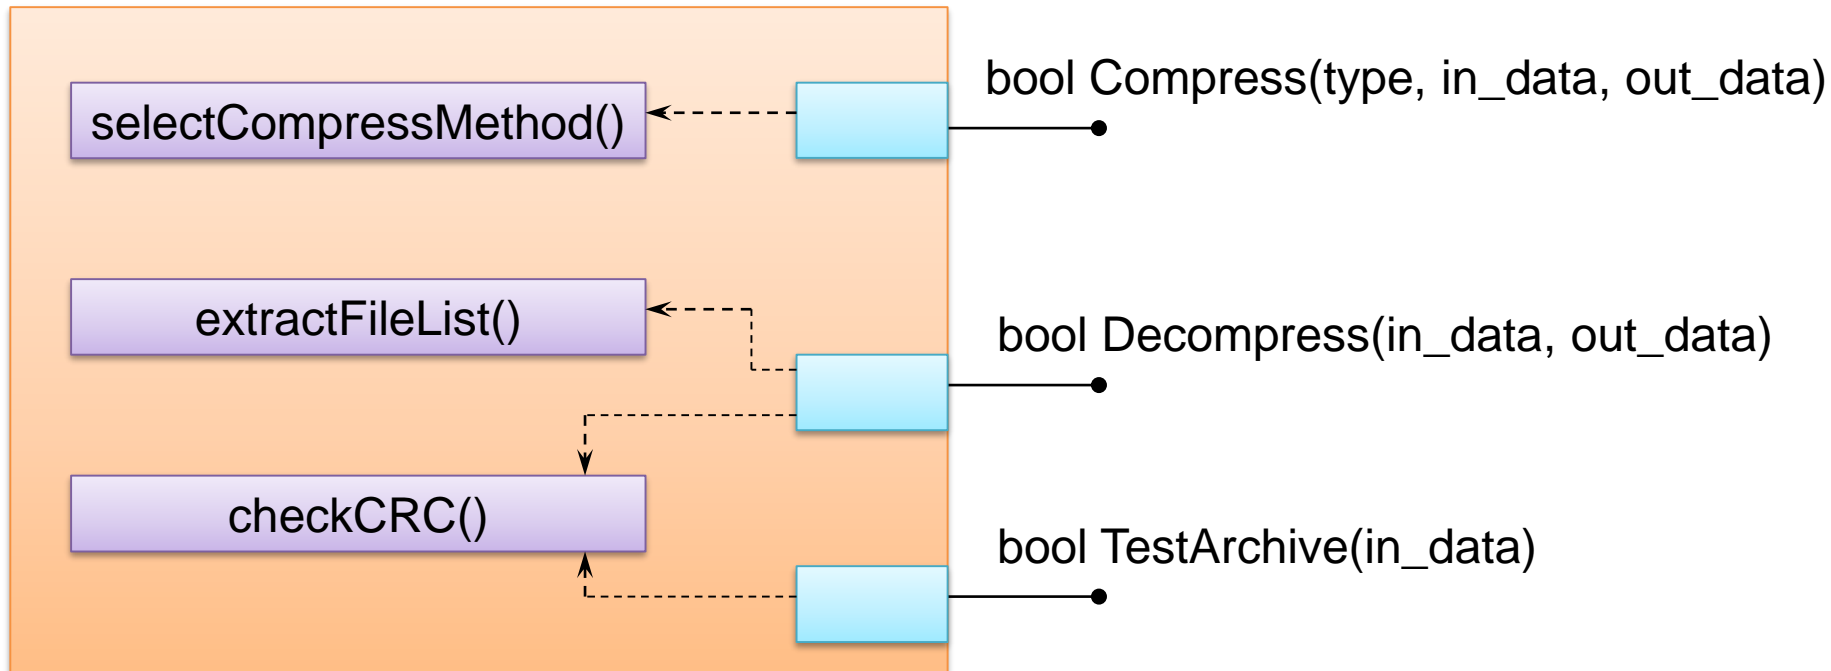 bool Compress(type, in_data, out_data)
selectCompressMethod()
extractFileList()
bool Decompress(in_data, out_data)
checkCRC()
bool TestArchive(in_data)